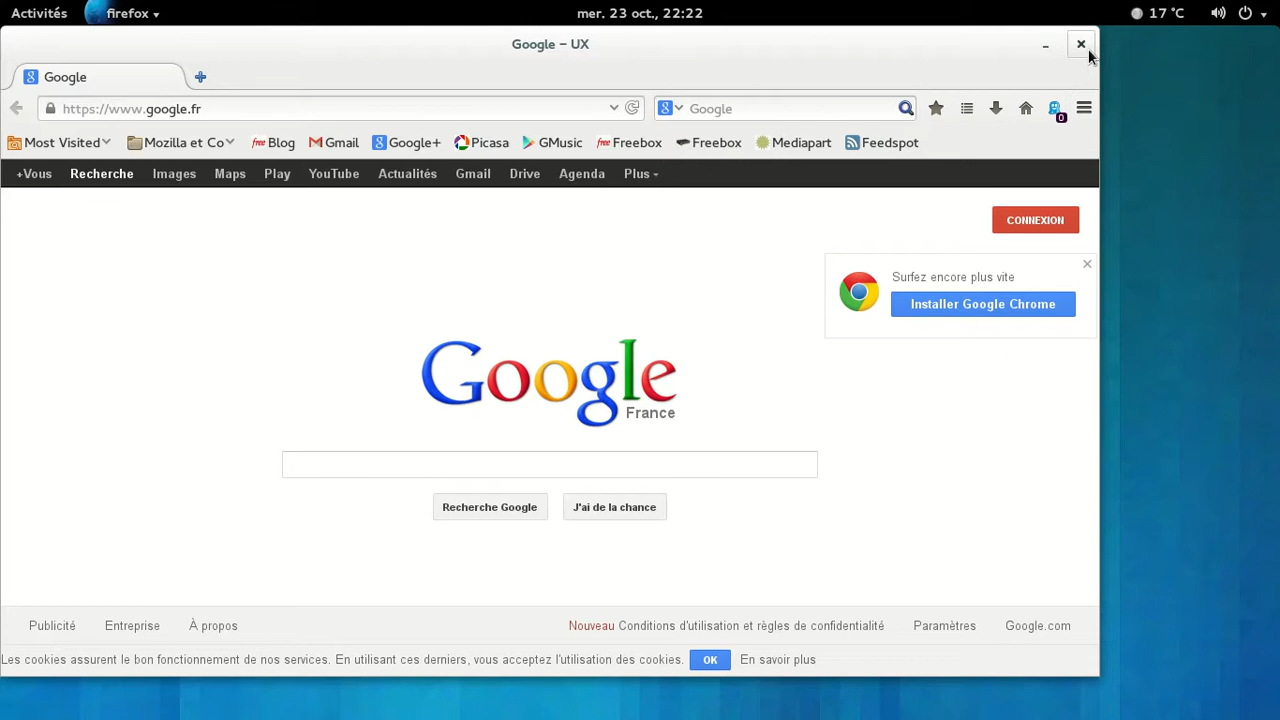 Activités firefox mer. 23 oct., 22:22 17 °C
Google – UX
Google
https://www.google.fr Google 0
Most Visited Mozilla et Co Blog Gmail Google+ Picasa GMusic Freebox Freebox Mediapart Feedspot
+Vous Recherche Images Maps Play YouTube Actualités Gmail Drive Agenda Plus
CONNEXION
Surfez encore plus vite
Installer Google Chrome
Google
France
Recherche Google J'ai de la chance
Publicité Entreprise À propos Nouveau Conditions d'utilisation et règles de confidentialité Paramètres Google.com
Les cookies assurent le bon fonctionnement de nos services. En utilisant ces derniers, vous acceptez l'utilisation des cookies. OK En savoir plus